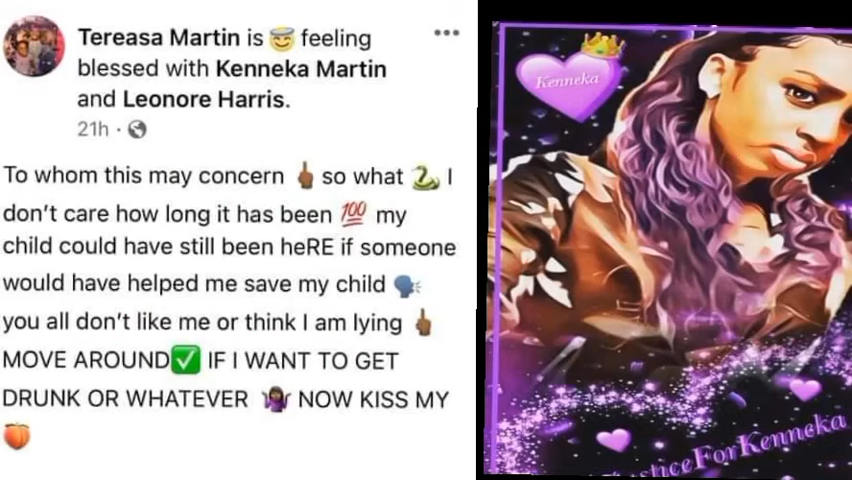 Tereasa Martin is 😇 feeling
blessed with Kenneka Martin
and Leonore Harris.
21h ·
To whom this may concern 🖕🏾 so what 🐍 I
don't care how long it has been 💯 my
child could have still been heRE if someone
would have helped me save my child 🗣️
you all don't like me or think I am lying 🖕🏾
MOVE AROUND✅ IF I WANT TO GET
DRUNK OR WHATEVER 🤷🏾‍♀️ NOW KISS MY
🍑
Kenneka
JusticeForKenneka